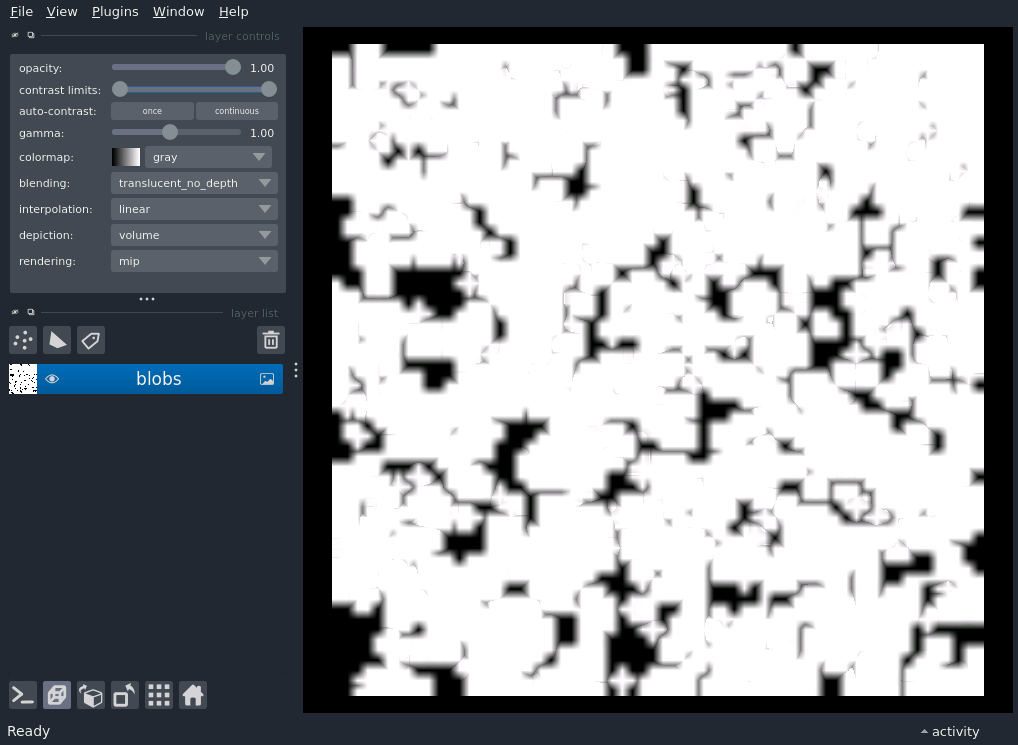 File View Plugins Window Help
layer controls
opacity: 1.00
contrast limits:
auto-contrast: once continuous
gamma: 1.00
colormap: gray
blending: translucent_no_depth
interpolation: linear
depiction: volume
rendering: mip
layer list
blobs
Ready activity